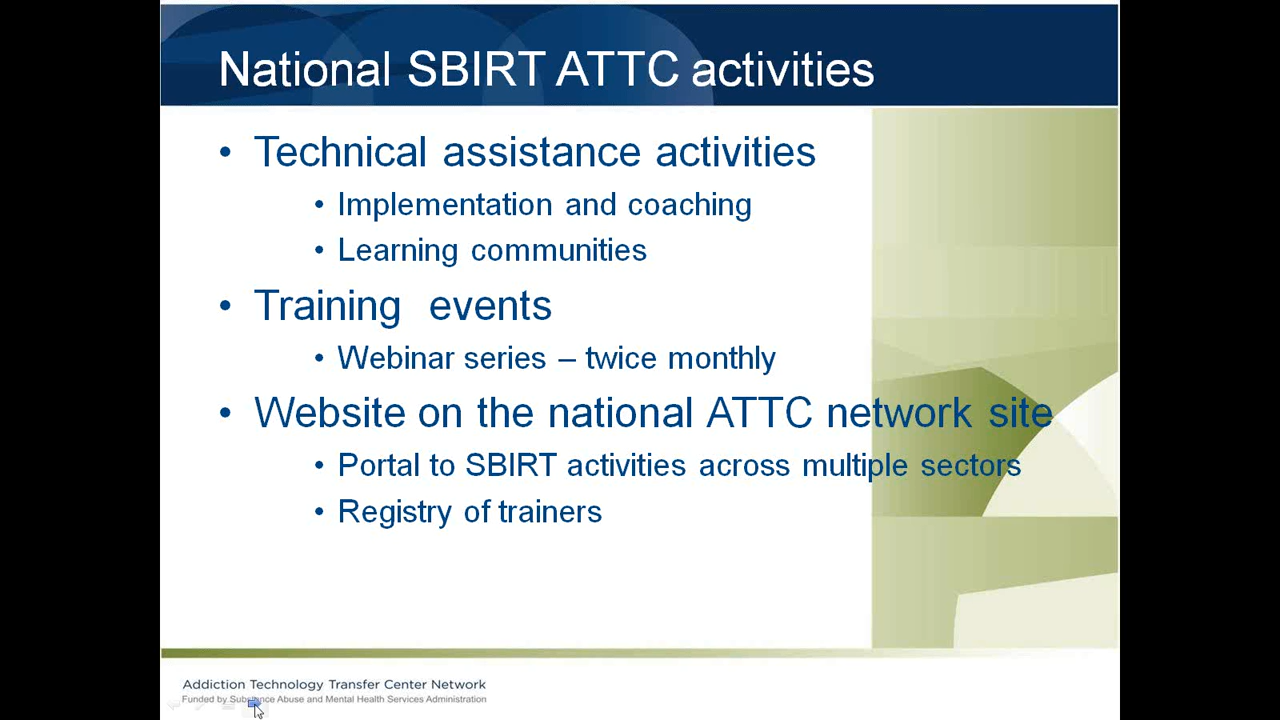 National SBIRT ATTC activities
• Technical assistance activities
• Implementation and coaching
• Learning communities
• Training events
• Webinar series – twice monthly
• Website on the national ATTC network site
• Portal to SBIRT activities across multiple sectors
• Registry of trainers
Addiction Technology Transfer Center Network
Funded by Substance Abuse and Mental Health Services Administration